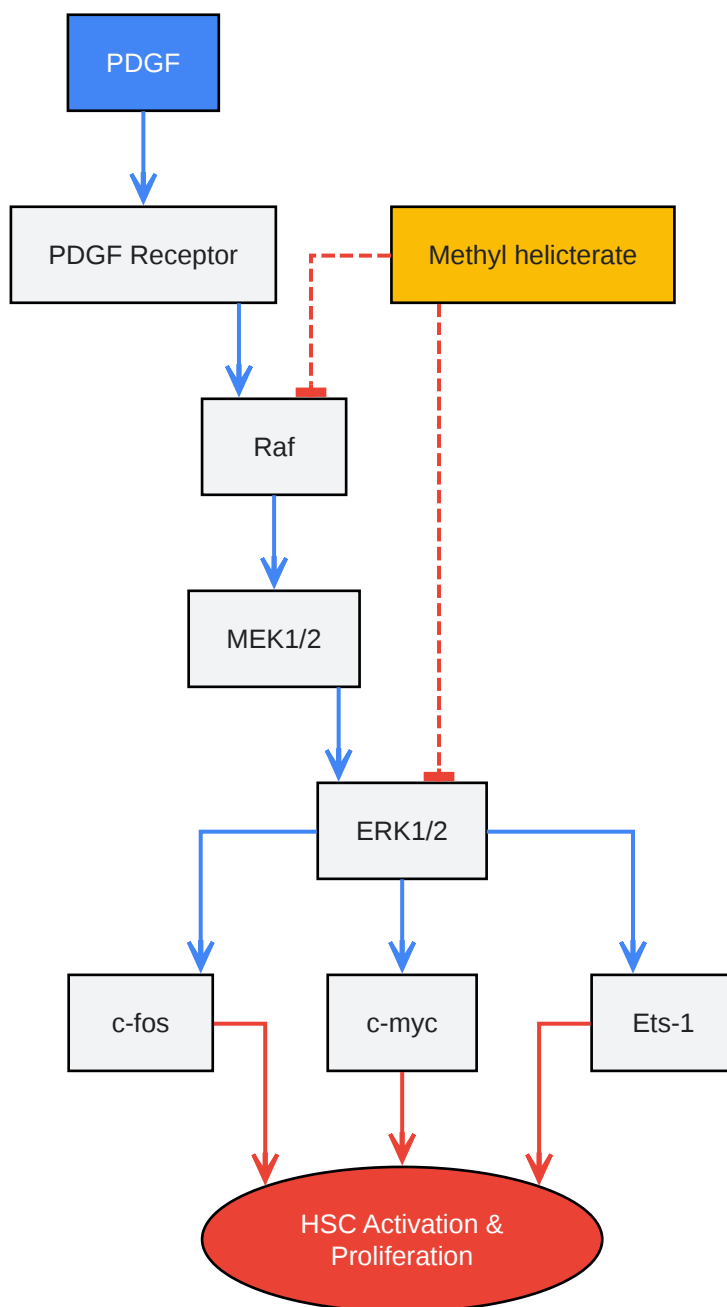 PDGF
PDGF Receptor
Methyl helicterate
Raf
MEK1/2
ERK1/2
c-fos
c-myc
Ets-1
HSC Activation &
Proliferation